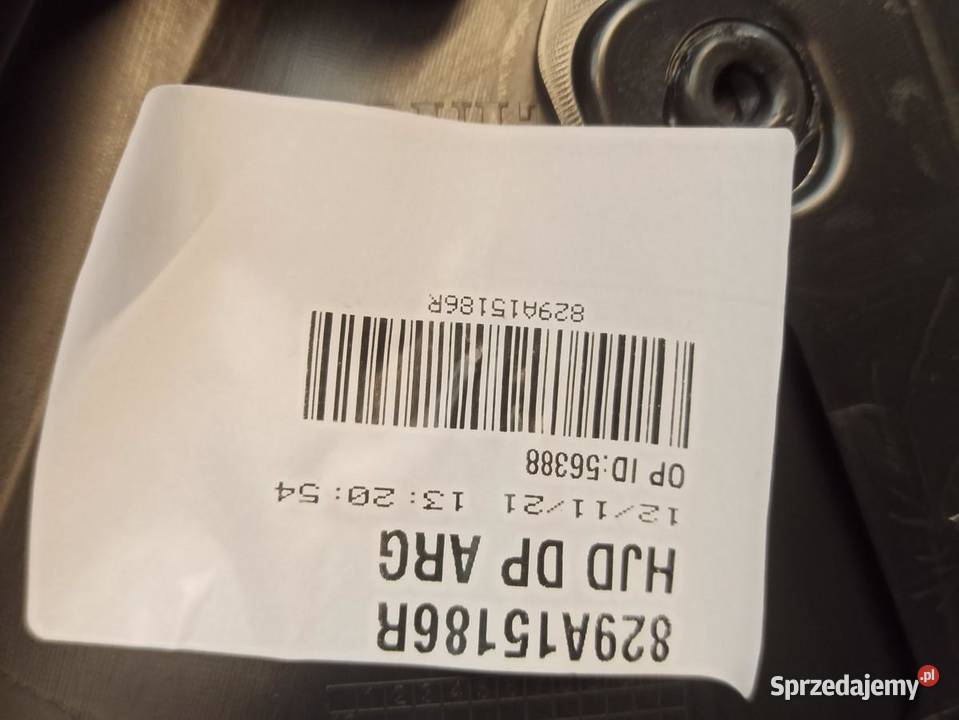 829A15186R
HJD DP ARG
12/11/21 13:20:54
OP ID:56388
829A15186R
Sprzedajemy.pl